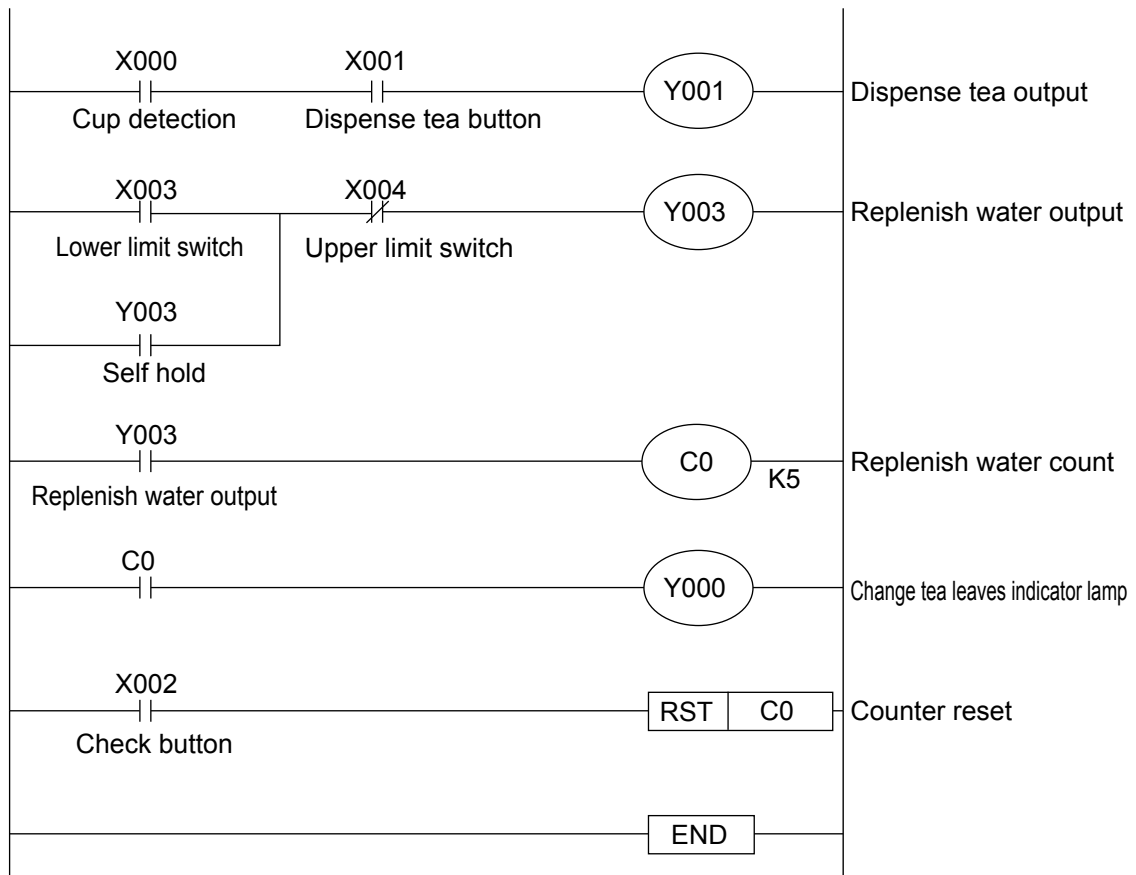 X000 X001
Y001 Dispense tea output
Cup detection Dispense tea button
X003 X004
Y003 Replenish water output
Lower limit switch Upper limit switch
Y003
Self hold
Y003
C0 K5 Replenish water count
Replenish water output
C0
Y000 Change tea leaves indicator lamp
X002
RST C0 Counter reset
Check button
END